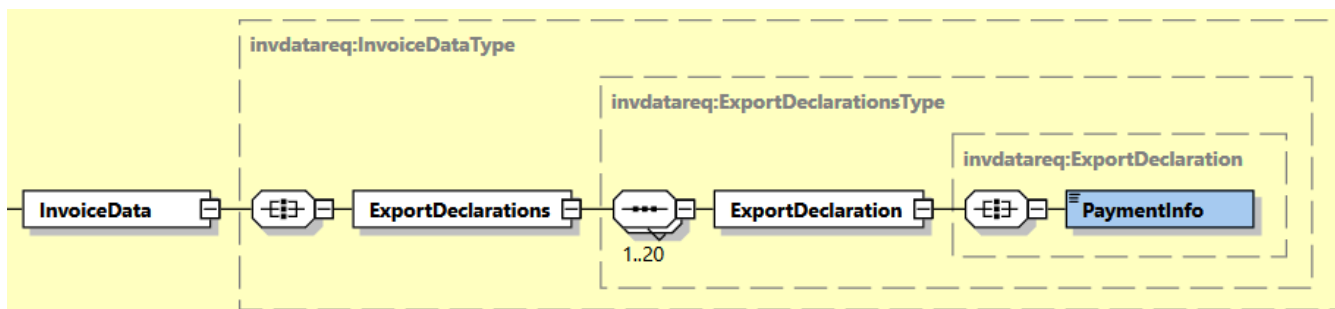 invdatareq:InvoiceDataType
invdatareq:ExportDeclarationsType
invdatareq:ExportDeclaration
InvoiceData
ExportDeclarations
ExportDeclaration
PaymentInfo
1..20